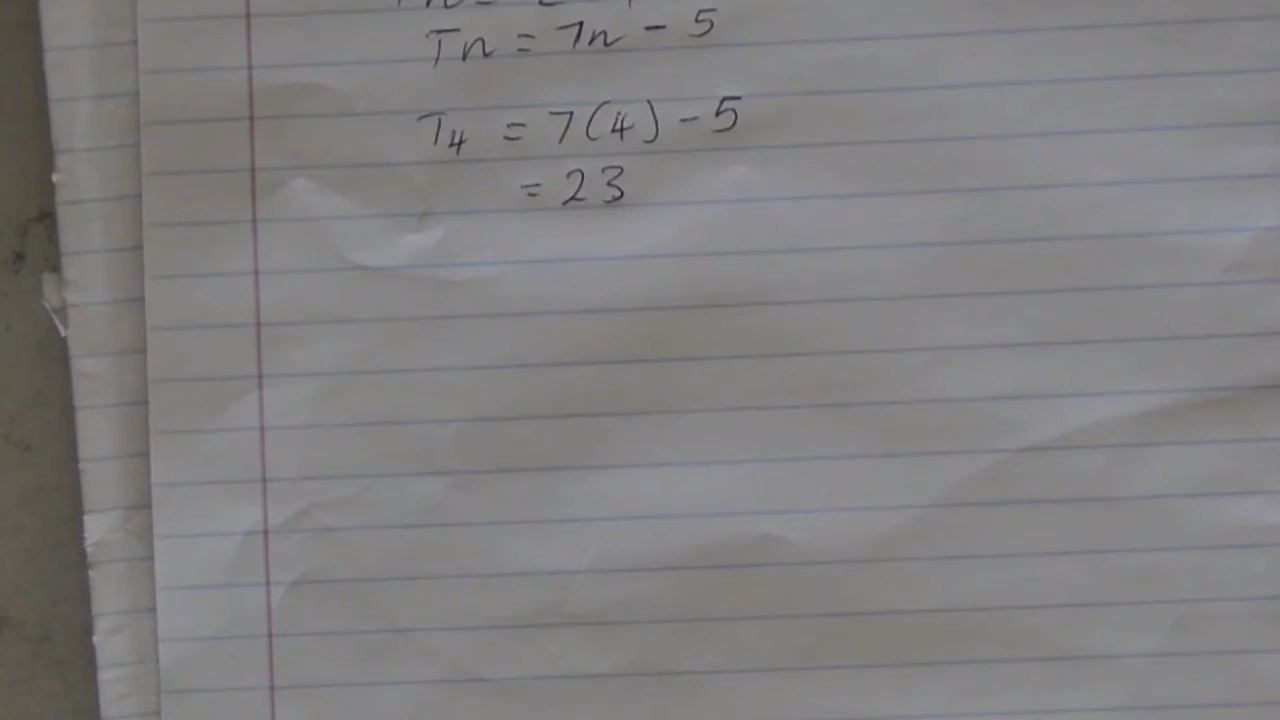 Tn = 7n - 5
T₄ = 7(4) - 5
= 23